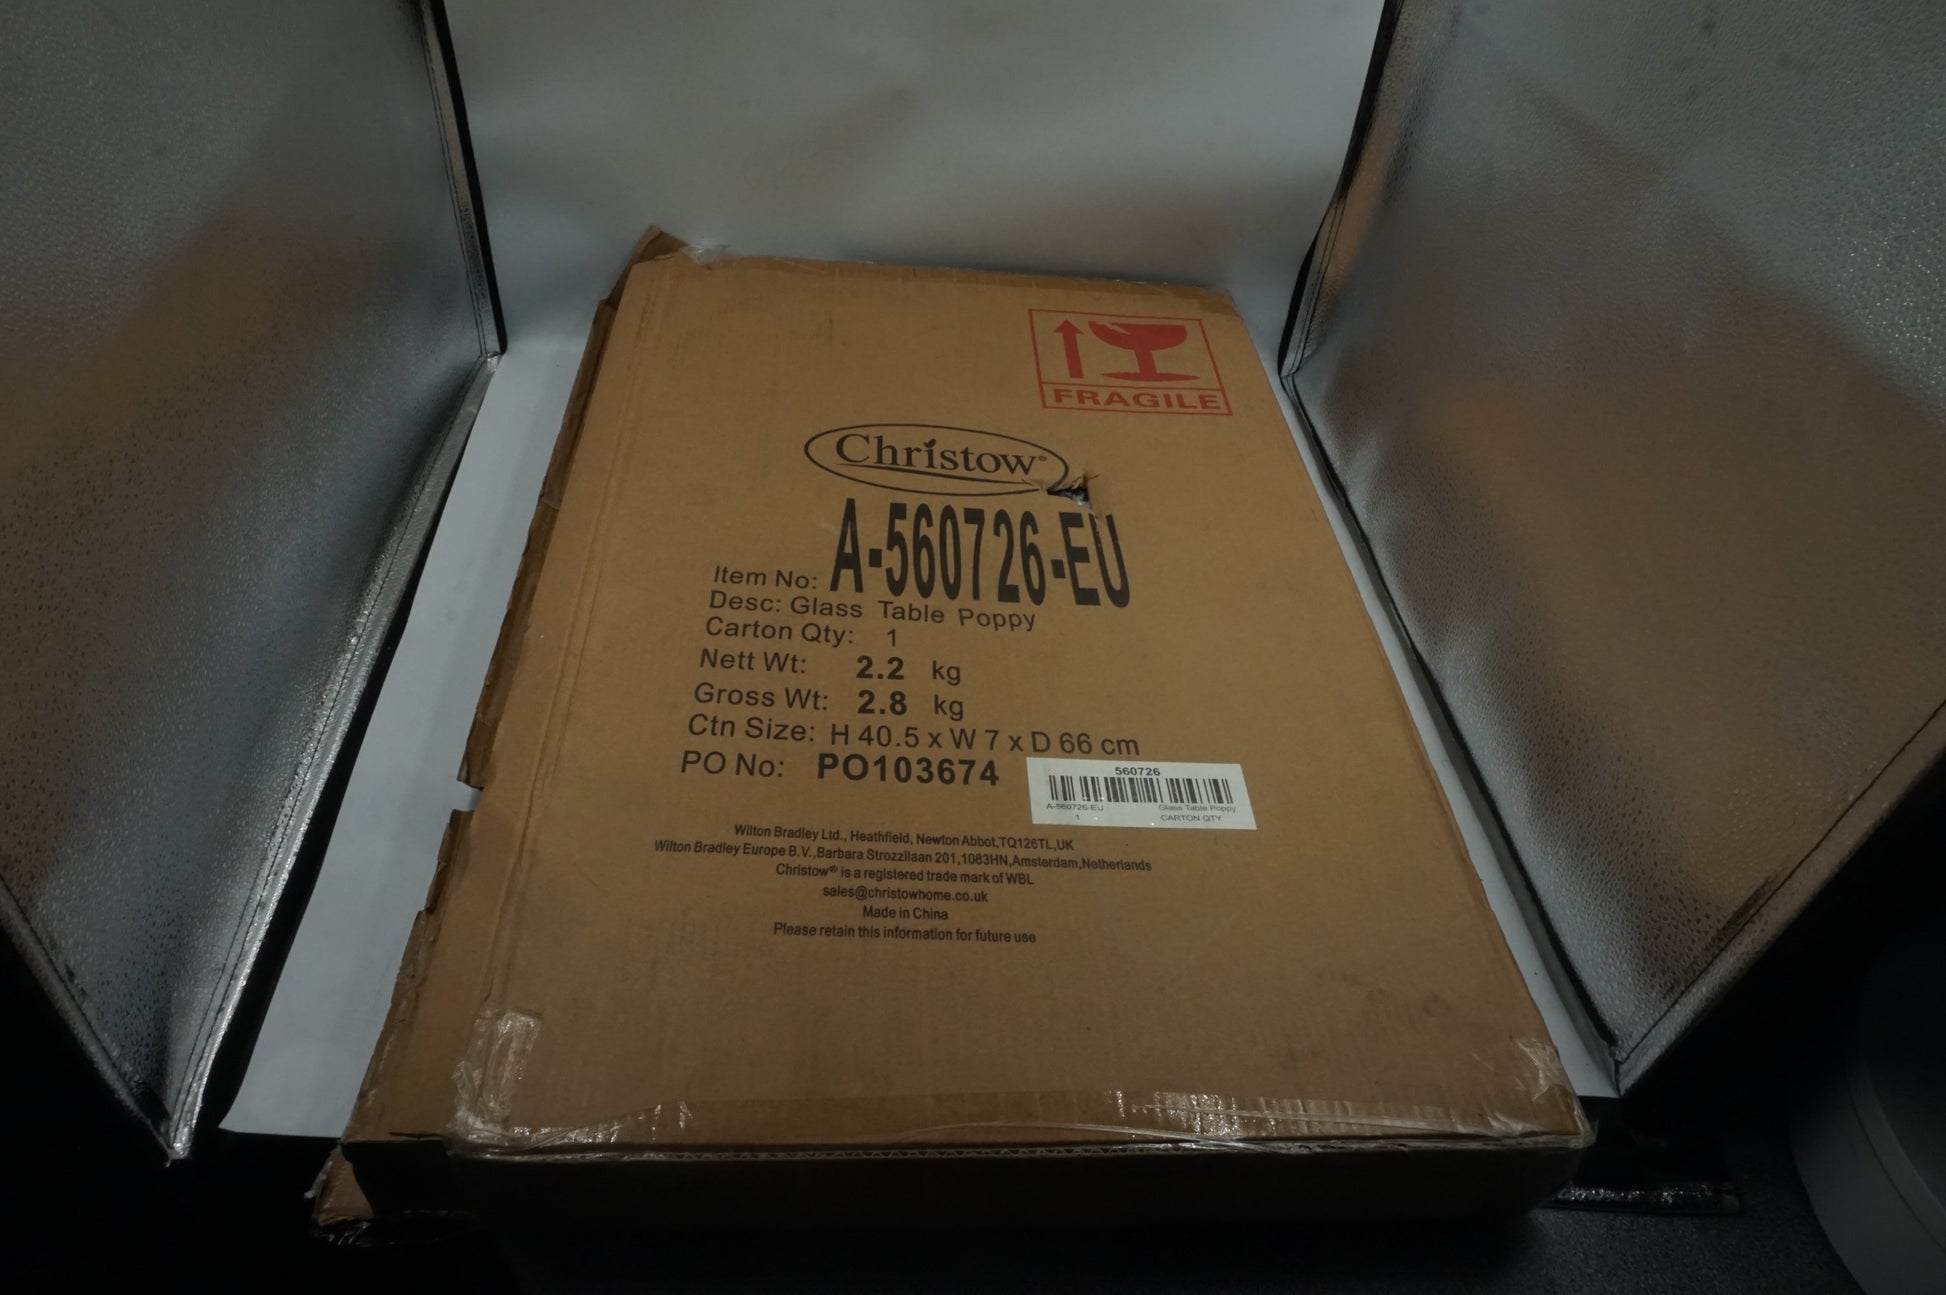 FRAGILE
Christow®
Item No: A-560726-EU
Desc: Glass Table Poppy
Carton Qty: 1
Nett Wt: 2.2 kg
Gross Wt: 2.8 kg
Ctn Size: H 40.5 x W 7 x D 66 cm
PO No: PO103674
560726
A-560726-EU Glass Table Poppy
1 CARTON QTY
Wilton Bradley Ltd., Heathfield, Newton Abbot,TQ126TL,UK
Wilton Bradley Europe B.V.,Barbara Strozzilaan 201,1083HN,Amsterdam,Netherlands
Christow® is a registered trade mark of WBL
sales@christowhome.co.uk
Made in China
Please retain this information for future use